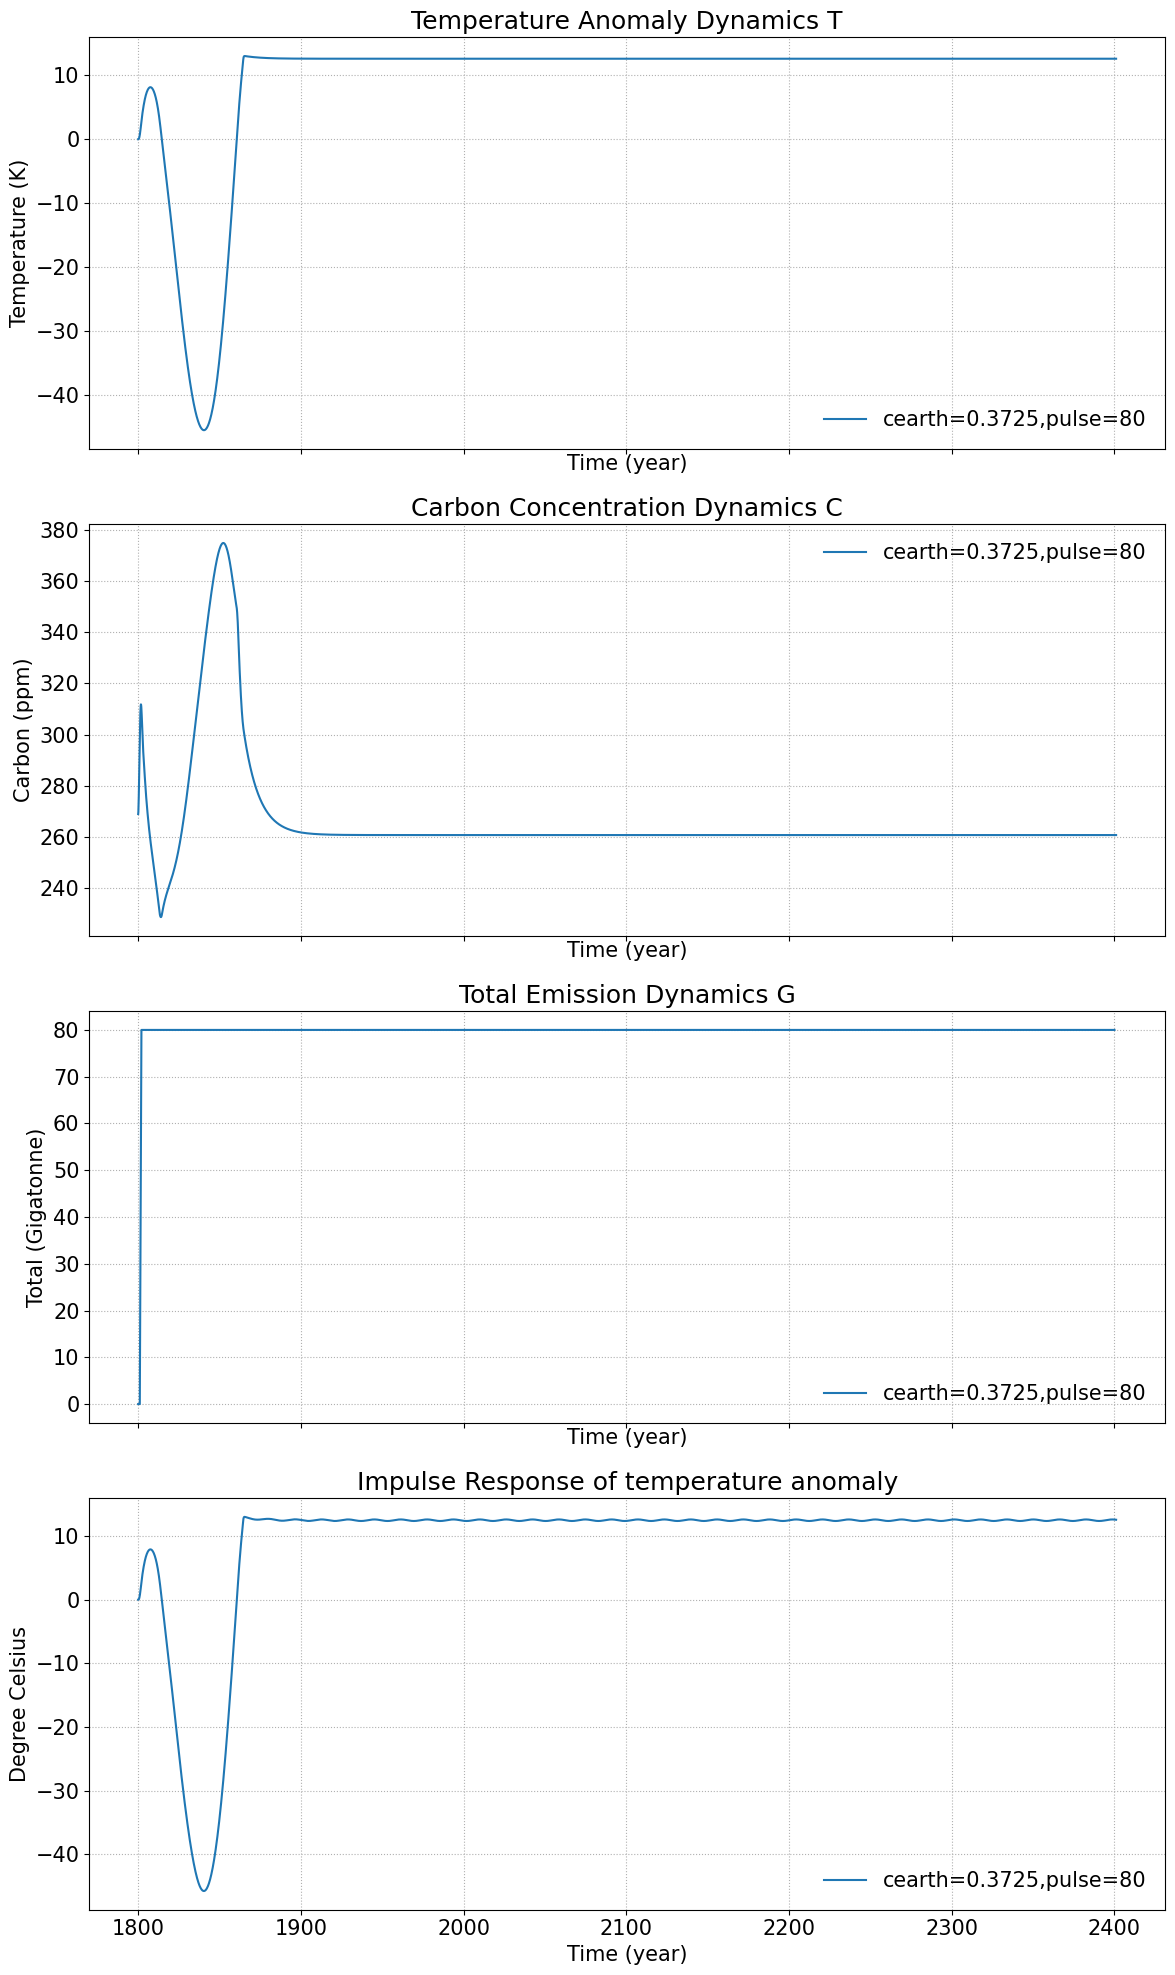 Temperature Anomaly Dynamics T
10
0
−10
−20
−30
−40
Temperature (K)
cearth=0.3725,pulse=80
Time (year)
Carbon Concentration Dynamics C
380
360
340
320
300
280
260
240
Carbon (ppm)
cearth=0.3725,pulse=80
Time (year)
Total Emission Dynamics G
80
70
60
50
40
30
20
10
0
Total (Gigatonne)
cearth=0.3725,pulse=80
Time (year)
Impulse Response of temperature anomaly
10
0
−10
−20
−30
−40
Degree Celsius
cearth=0.3725,pulse=80
1800 1900 2000 2100 2200 2300 2400
Time (year)